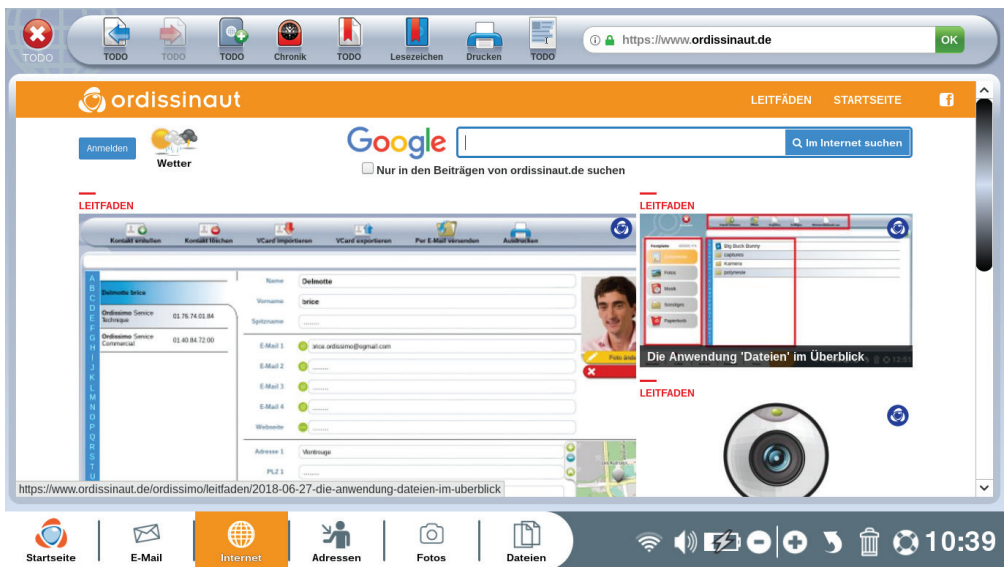 TODO
TODO
TODO
TODO
Chronik
TODO
Lesezeichen
Drucken
TODO
https://www.ordissinaut.de
OK
ordissinaut
LEITFÄDEN
STARTSEITE
f
Anmelden
Wetter
Google
Im Internet suchen
Nur in den Beiträgen von ordissinaut.de suchen
LEITFADEN
Kontakt erstellen
Kontakt löschen
VCard importieren
VCard exportieren
Per E-Mail versenden
Ausdrucken
A
B
C
D
E
F
G
H
I
J
K
L
M
N
O
P
Q
R
S
T
U
Delmotte brice
Ordissimo Service
Technique
01.76.74.01.84
Ordissimo Service
Commercial
01.40.84.72.00
Name
Delmotte
Vorname
brice
Spitzname
E-Mail 1
E-Mail 2
E-Mail 3
E-Mail 4
Webseite
Adresse 1
Montrouge
PLZ 1
LEITFADEN
Big Buck Bunny
captures
Kamera
polynesie
Fotos
Musik
Sonstiges
Papierkorb
Die Anwendung 'Dateien' im Überblick
LEITFADEN
https://www.ordissinaut.de/ordissimo/leitfaden/2018-06-27-die-anwendung-dateien-im-uberblick
Startseite
E-Mail
Internet
Adressen
Fotos
Dateien
10:39